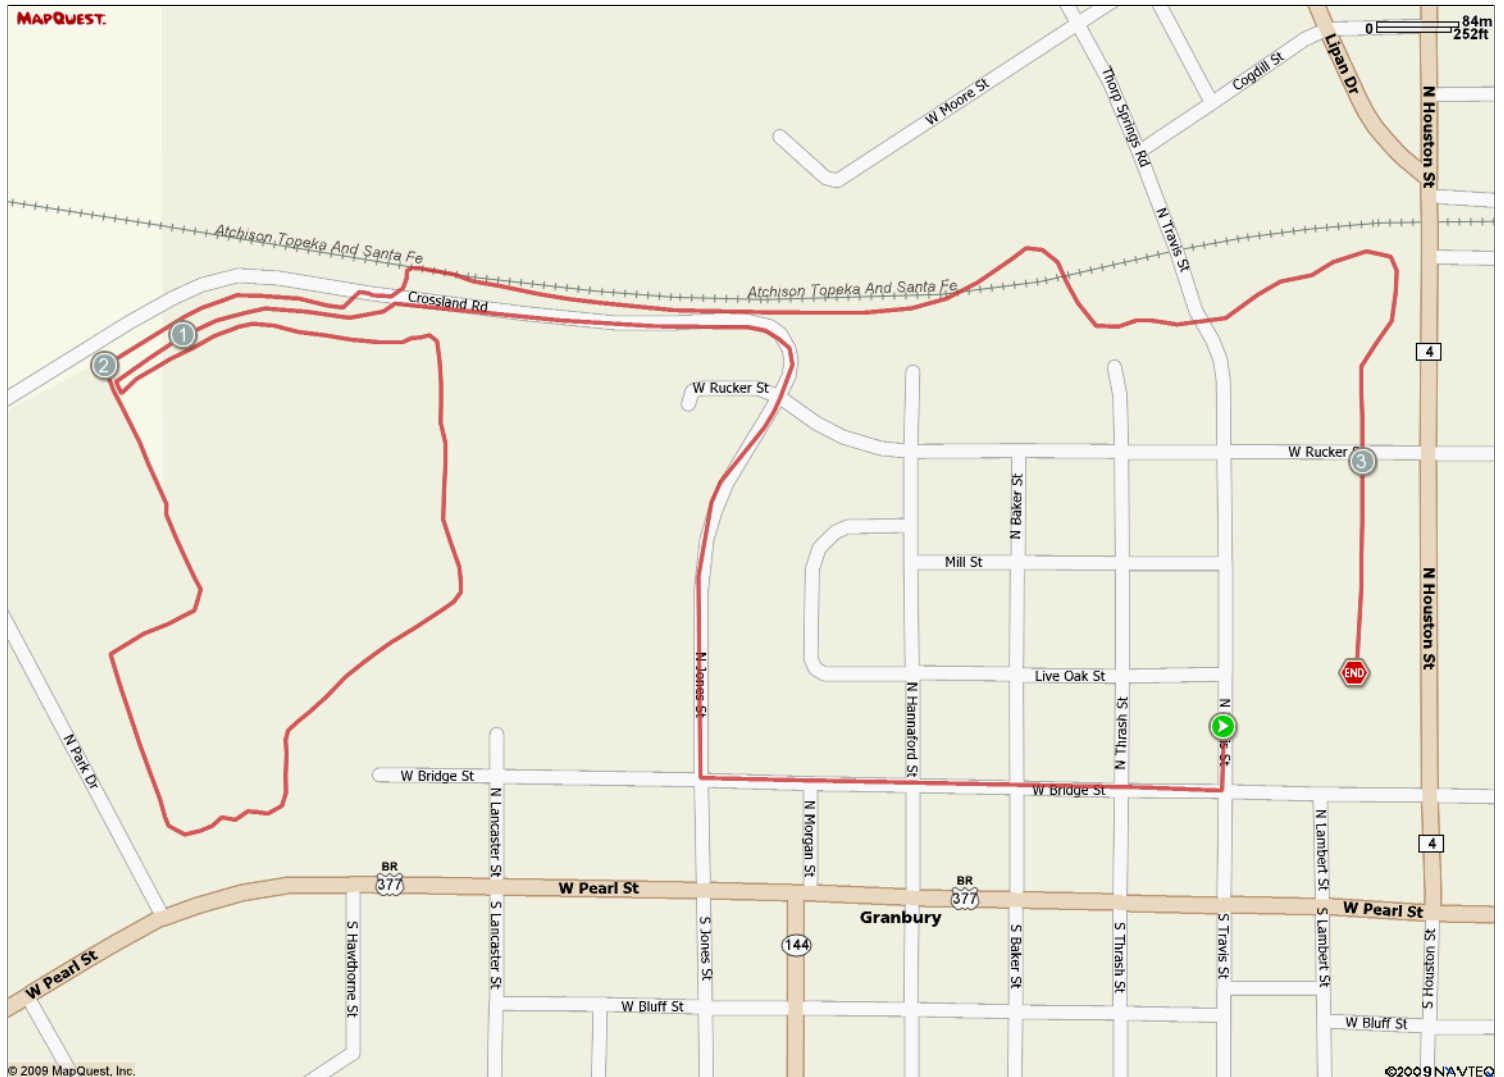 MAPQUEST.
0
84m
252ft
Lipan Dr
Cogdill St
W Moore St
Thorp Springs Rd
N Houston St
N Travis St
Atchison Topeka And Santa Fe
Atchison Topeka And Santa Fe
Crossland Rd
1
2
4
W Rucker St
W Rucker
3
N Baker St
Mill St
N Houston St
N Jones St
Live Oak St
END
N Hannaford St
N Thrash St
N Park Dr
W Bridge St
W Bridge St
N Lancaster St
N Morgan St
N Lambert St
4
BR
377
W Pearl St
BR
377
Granbury
W Pearl St
S Hawthorne St
S Lancaster St
S Jones St
144
S Baker St
S Thrash St
S Travis St
S Lambert St
S Houston St
W Pearl St
W Bluff St
W Bluff St
© 2009 MapQuest, Inc.
©2009 NAVTEQ